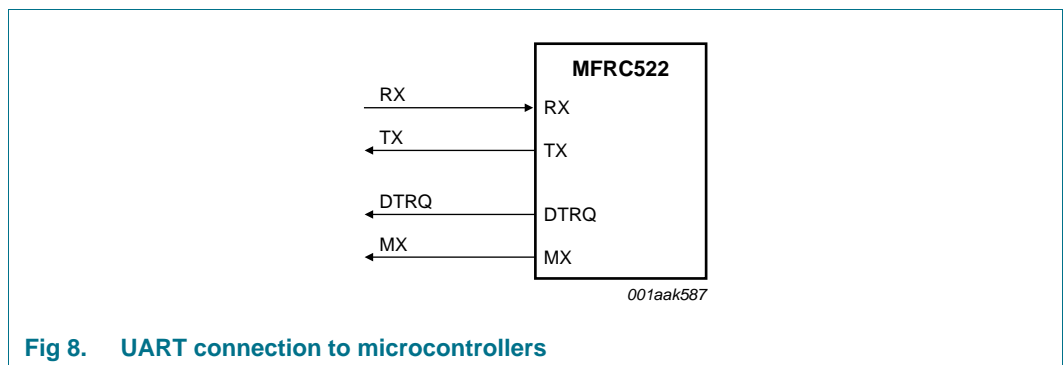 MFRC522
RX
RX
TX
TX
DTRQ
DTRQ
MX
MX
001aak587
Fig 8. UART connection to microcontrollers